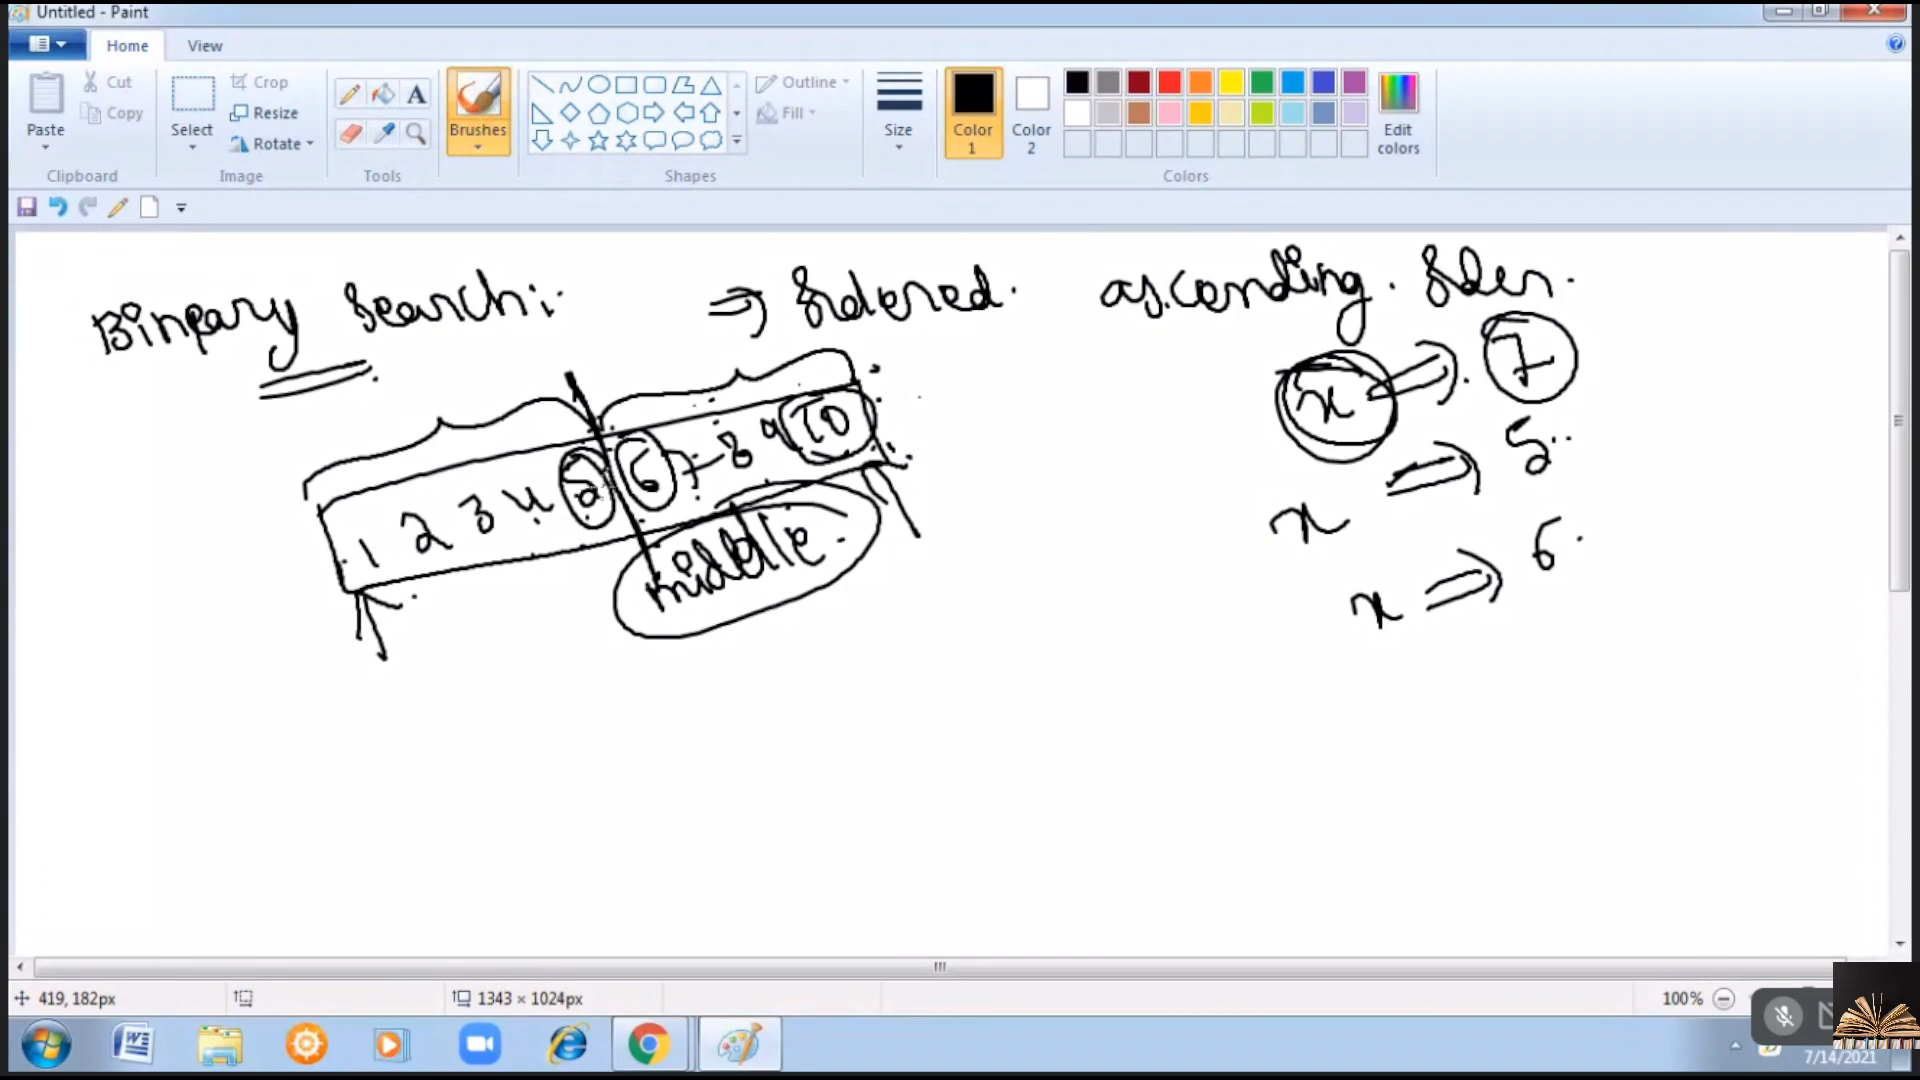 Untitled - Paint
Home View
Cut
Copy
Paste
Clipboard
Crop
Resize
Rotate
Select
Image
Tools
Brushes
Outline
Fill
Shapes
Size
Color 1
Color 2
Edit colors
Colors
Binary Search: ⇒ Ordered. ascending. Order.
x ⇒ 7
1 2 3 4 5 6 7 8 9 10
x ⇒ 5
middle.
x ⇒ 6
419, 182px
1343 × 1024px
100%
7/14/2021